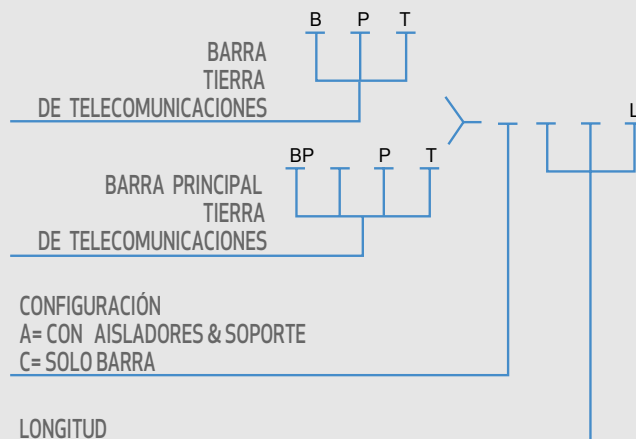 B P T
BARRA
TIERRA
DE TELECOMUNICACIONES
L
BP P T
BARRA PRINCIPAL
TIERRA
DE TELECOMUNICACIONES
CONFIGURACIÓN
A= CON AISLADORES & SOPORTE
C= SOLO BARRA
LONGITUD